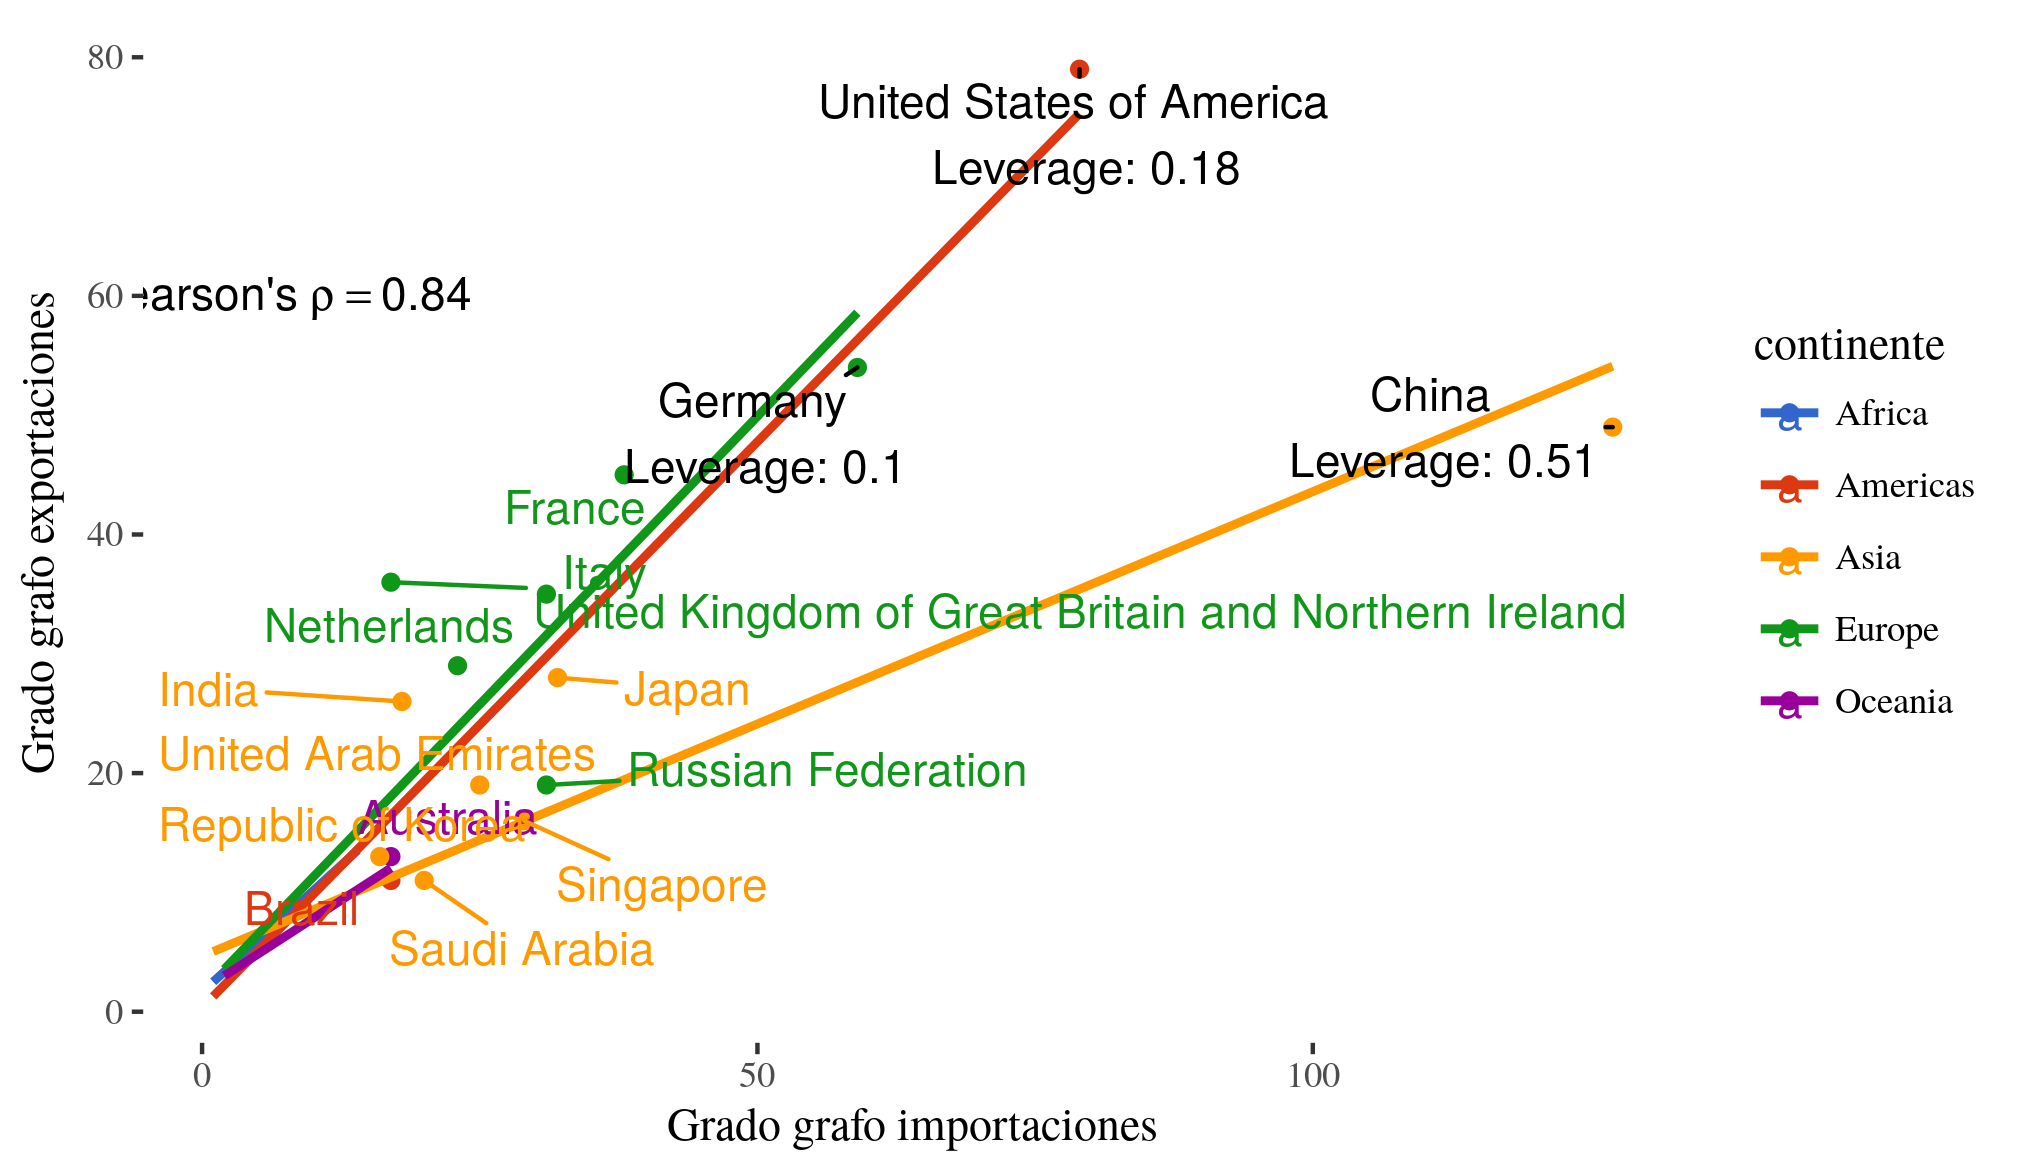 80
60
40
20
0
Grado grafo exportaciones
earson's ρ = 0.84
United States of America
Leverage: 0.18
Germany
Leverage: 0.1
China
Leverage: 0.51
France
Italy
Netherlands
United Kingdom of Great Britain and Northern Ireland
India
Japan
United Arab Emirates
Russian Federation
Australia
Republic of Korea
Singapore
Brazil
Saudi Arabia
0
50
100
Grado grafo importaciones
continente
a Africa
a Americas
a Asia
a Europe
a Oceania